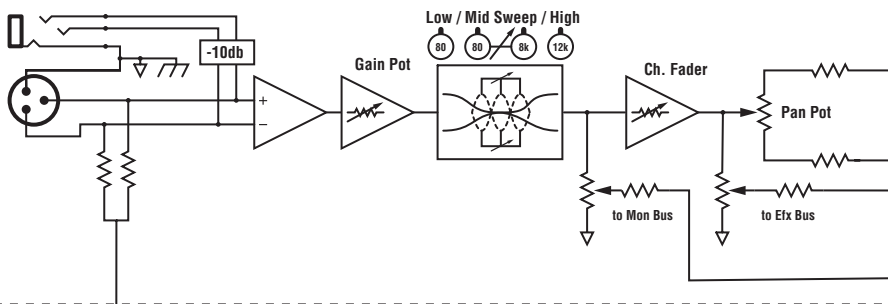 Low / Mid Sweep / High
80 80 8k 12k
-10db
Gain Pot
Ch. Fader
+
−
Pan Pot
to Mon Bus
to Efx Bus